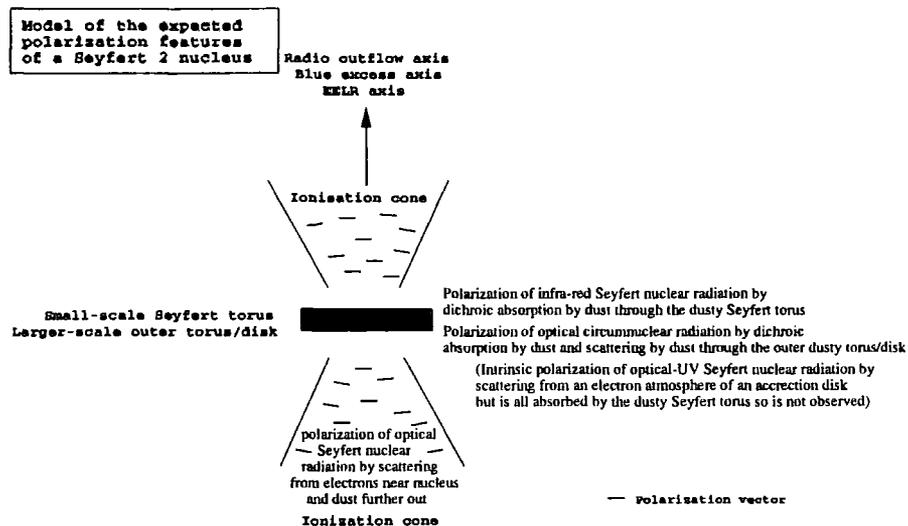 Model of the expected
polarization features
of a Seyfert 2 nucleus
Radio outflow axis
Blue excess axis
EELR axis
Ionisation cone
Small-scale Seyfert torus
Larger-scale outer torus/disk
Polarization of infra-red Seyfert nuclear radiation by
dichroic absorption by dust through the dusty Seyfert torus
Polarization of optical circumnuclear radiation by dichroic
absorption by dust and scattering by dust through the outer dusty torus/disk
(Intrinsic polarization of optical-UV Seyfert nuclear radiation by
scattering from an electron atmosphere of an accrection disk
but is all absorbed by the dusty Seyfert torus so is not observed)
polarization of optical
Seyfert nuclear
radiation by scattering
from electrons near nucleus
and dust further out
Ionization cone
Polarization vector